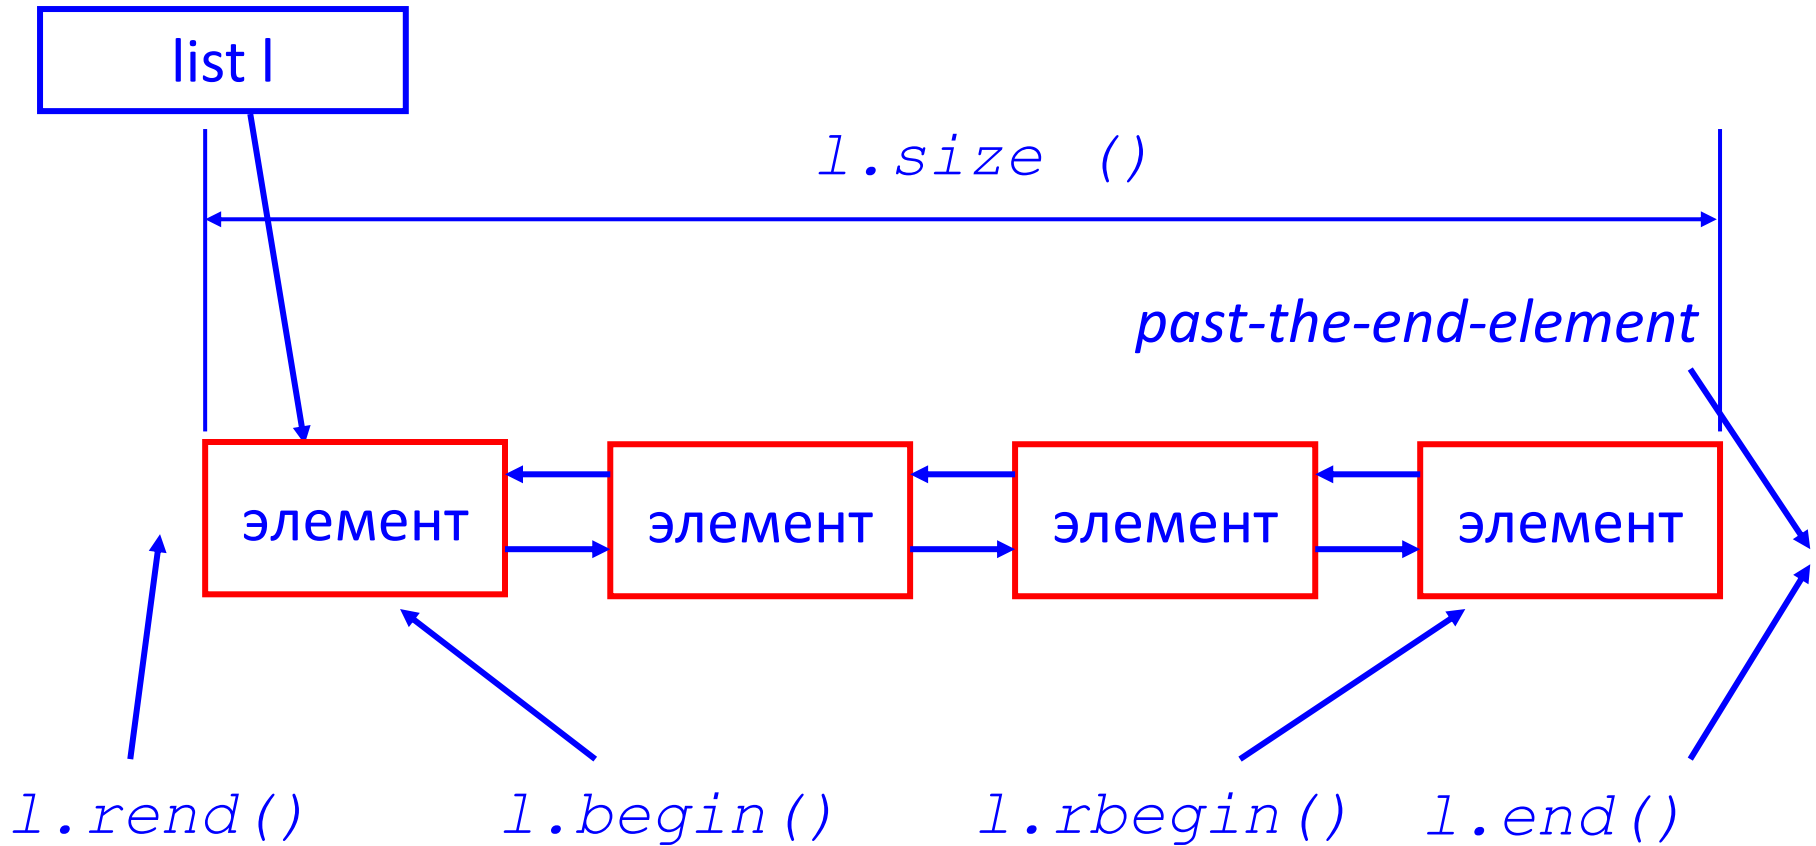 list l
l.size ()
past-the-end-element
элемент элемент элемент элемент
l.rend() l.begin() l.rbegin() l.end()